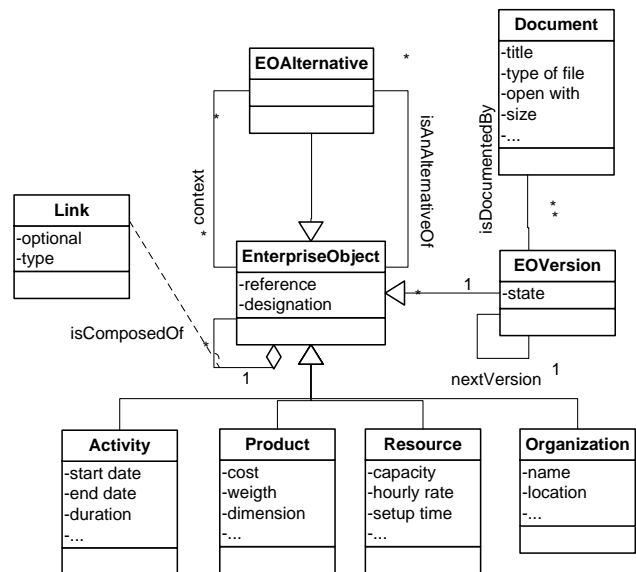 Document
-title
-type of file
-open with
-size
-...
EOAlternative
*
*
* context
isAnAlternativeOf
isDocumentedBy
*
*
Link
-optional
-type
EnterpriseObject
-reference
-designation
*
1
EOVersion
-state
isComposedOf
*
1
nextVersion
1
Activity
-start date
-end date
-duration
-...
Product
-cost
-weigth
-dimension
-...
Resource
-capacity
-hourly rate
-setup time
-...
Organization
-name
-location
-...